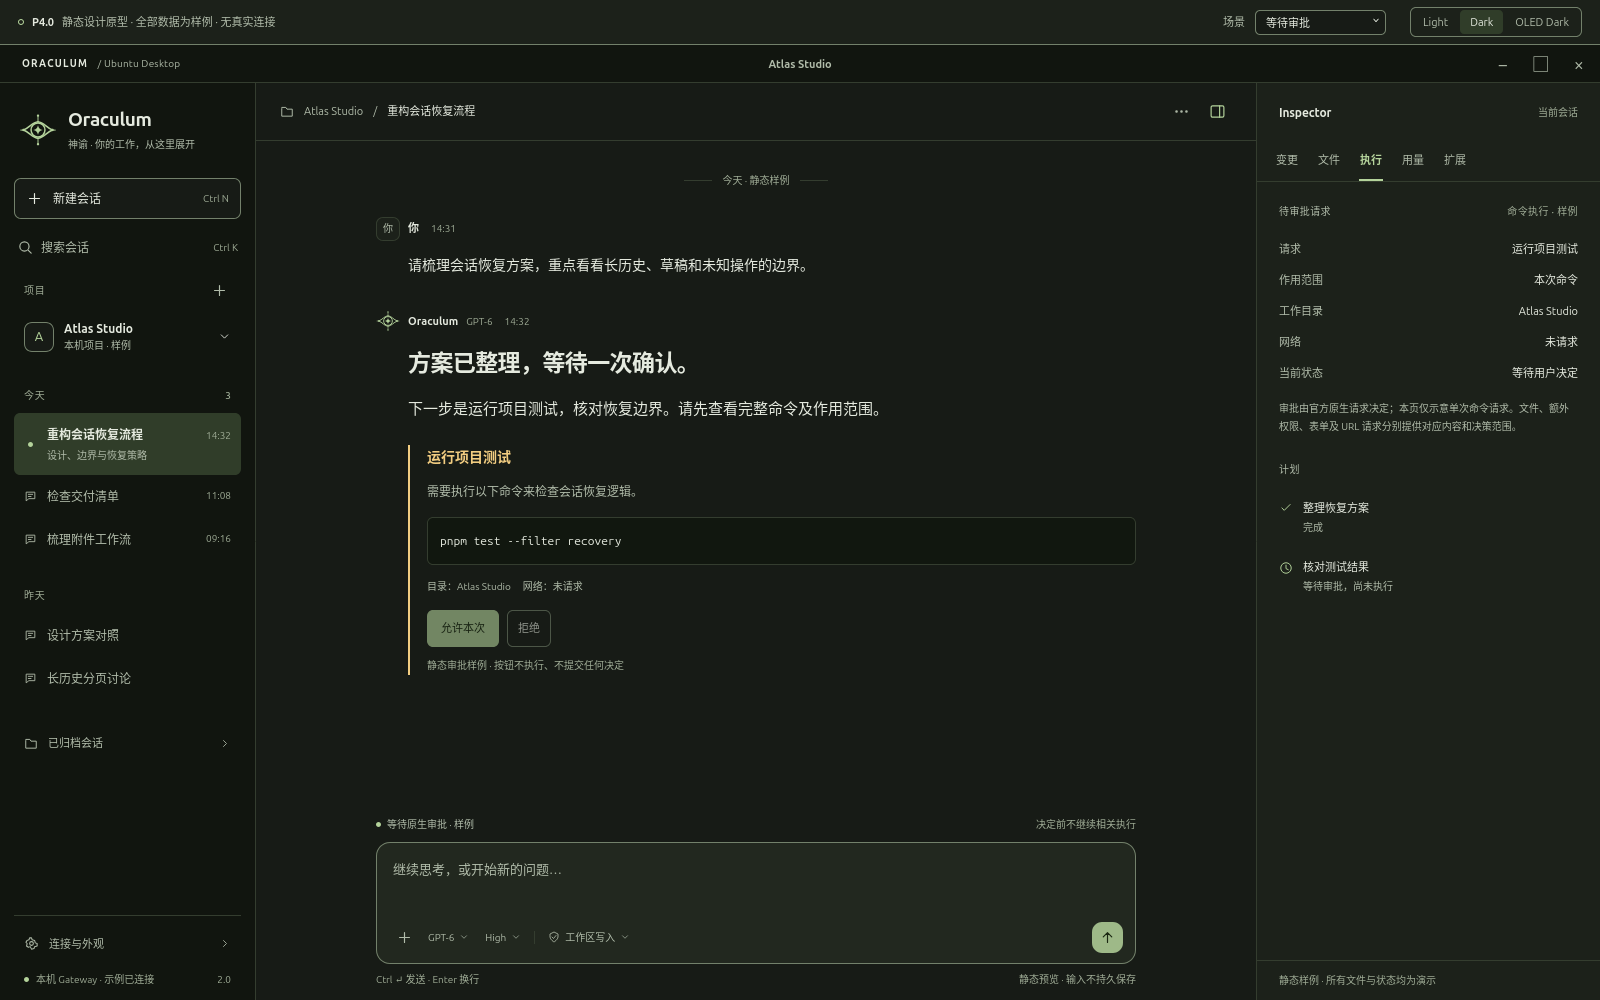 P4.0 静态设计原型 · 全部数据为样例 · 无真实连接
场景 等待审批 Light Dark OLED Dark
ORACULUM / Ubuntu Desktop
Atlas Studio
Oraculum
神谕 · 你的工作，从这里展开
新建会话 Ctrl N
搜索会话 Ctrl K
项目
A
Atlas Studio
本机项目 · 样例
今天 3
重构会话恢复流程 14:32
设计、边界与恢复策略
检查交付清单 11:08
梳理附件工作流 09:16
昨天
设计方案对照
长历史分页讨论
已归档会话
连接与外观
本机 Gateway · 示例已连接 2.0
Atlas Studio / 重构会话恢复流程
今天 · 静态样例
你 你 14:31
请梳理会话恢复方案，重点看看长历史、草稿和未知操作的边界。
Oraculum GPT-6 14:32
方案已整理，等待一次确认。
下一步是运行项目测试，核对恢复边界。请先查看完整命令及作用范围。
运行项目测试
需要执行以下命令来检查会话恢复逻辑。
pnpm test --filter recovery
目录：Atlas Studio 网络：未请求
允许本次 拒绝
静态审批样例 · 按钮不执行、不提交任何决定
等待原生审批 · 样例 决定前不继续相关执行
继续思考，或开始新的问题…
GPT-6 High 工作区写入
Ctrl ↵ 发送 · Enter 换行 静态预览 · 输入不持久保存
Inspector 当前会话
变更 文件 执行 用量 扩展
待审批请求 命令执行 · 样例
请求 运行项目测试
作用范围 本次命令
工作目录 Atlas Studio
网络 未请求
当前状态 等待用户决定
审批由官方原生请求决定；本页仅示意单次命令请求。文件、额外
权限、表单及 URL 请求分别提供对应内容和决策范围。
计划
整理恢复方案
完成
核对测试结果
等待审批，尚未执行
静态样例 · 所有文件与状态均为演示